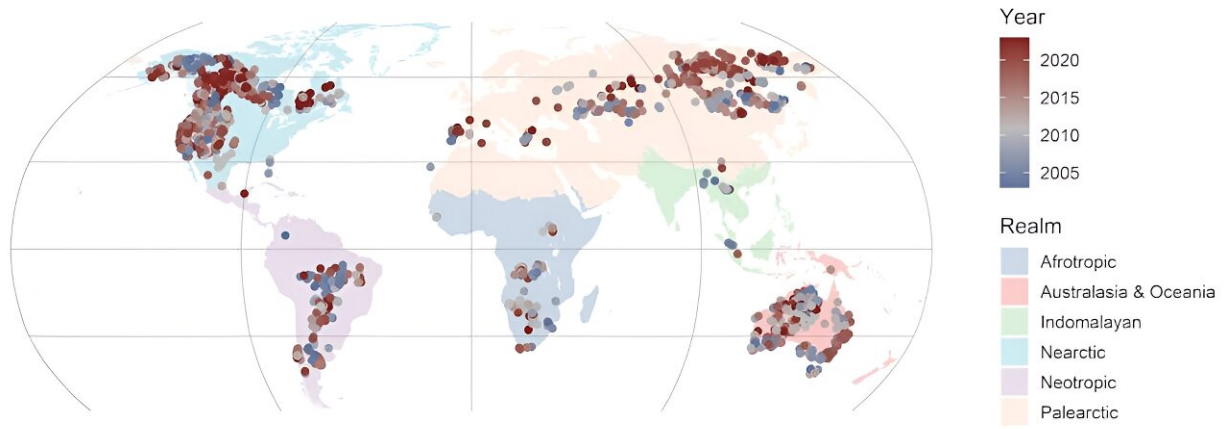 Year
2020
2015
2010
2005
Realm
Afrotropic
Australasia & Oceania
Indomalayan
Nearctic
Neotropic
Palearctic